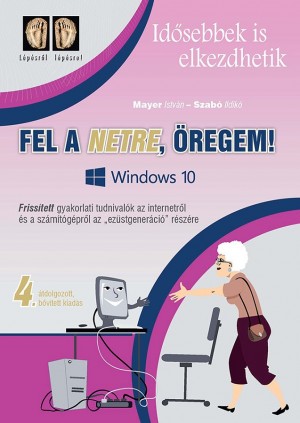 Lépésről lépésre!
Idősebbek is
elkezdhetik
Mayer István – Szabó Ildikó
FEL A NETRE, ÖREGEM!
Windows 10
Frissített gyakorlati tudnivalók az internetről
és a számítógépről az „ezüstgeneráció” részére
4. átdolgozott,
bővített kiadás